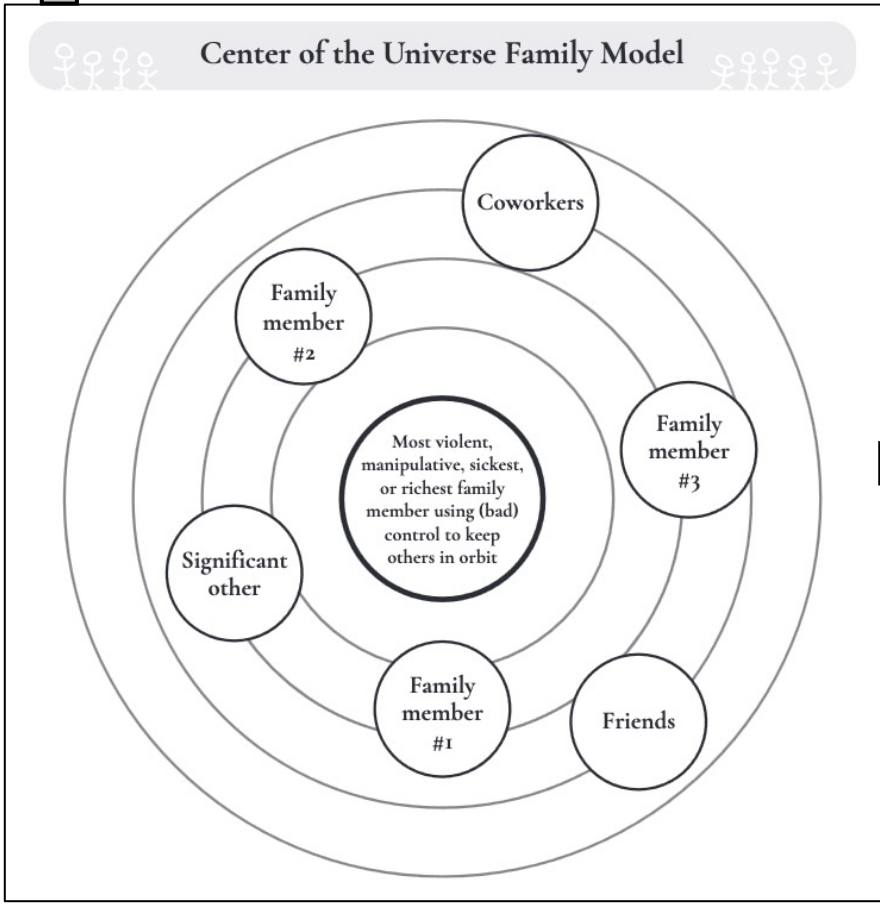 Center of the Universe Family Model
Coworkers
Family
member
#2
Family
member
#3
Most violent,
manipulative, sickest,
or richest family
member using (bad)
control to keep
others in orbit
Significant
other
Family
member
#1
Friends